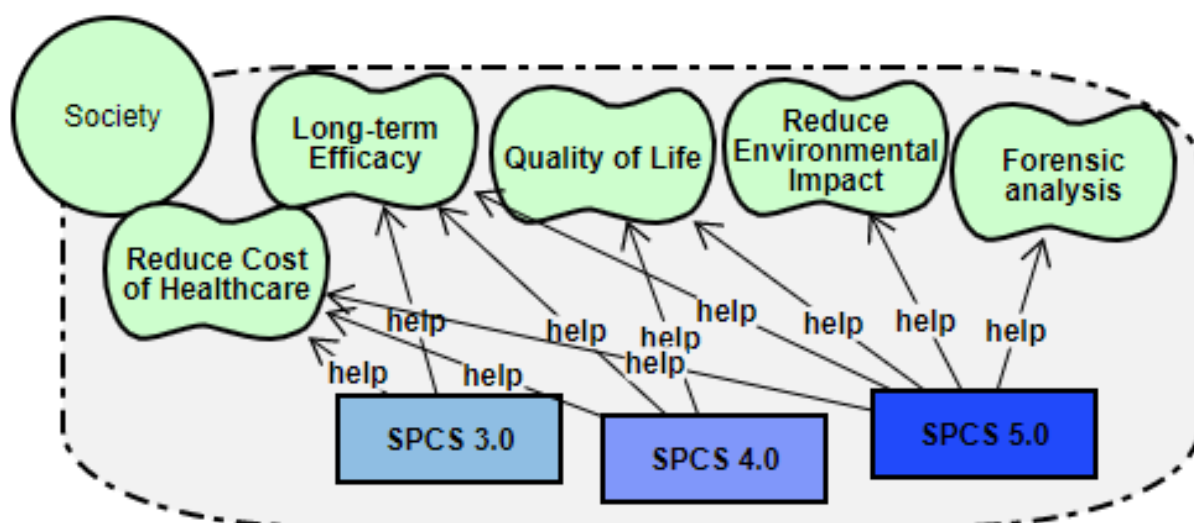 Society
Long-term
Efficacy
Quality of Life
Reduce
Environmental
Impact
Forensic
analysis
Reduce Cost
of Healthcare
help
help
help
help
help
help
help
help
help
help
help
SPCS 3.0
SPCS 4.0
SPCS 5.0